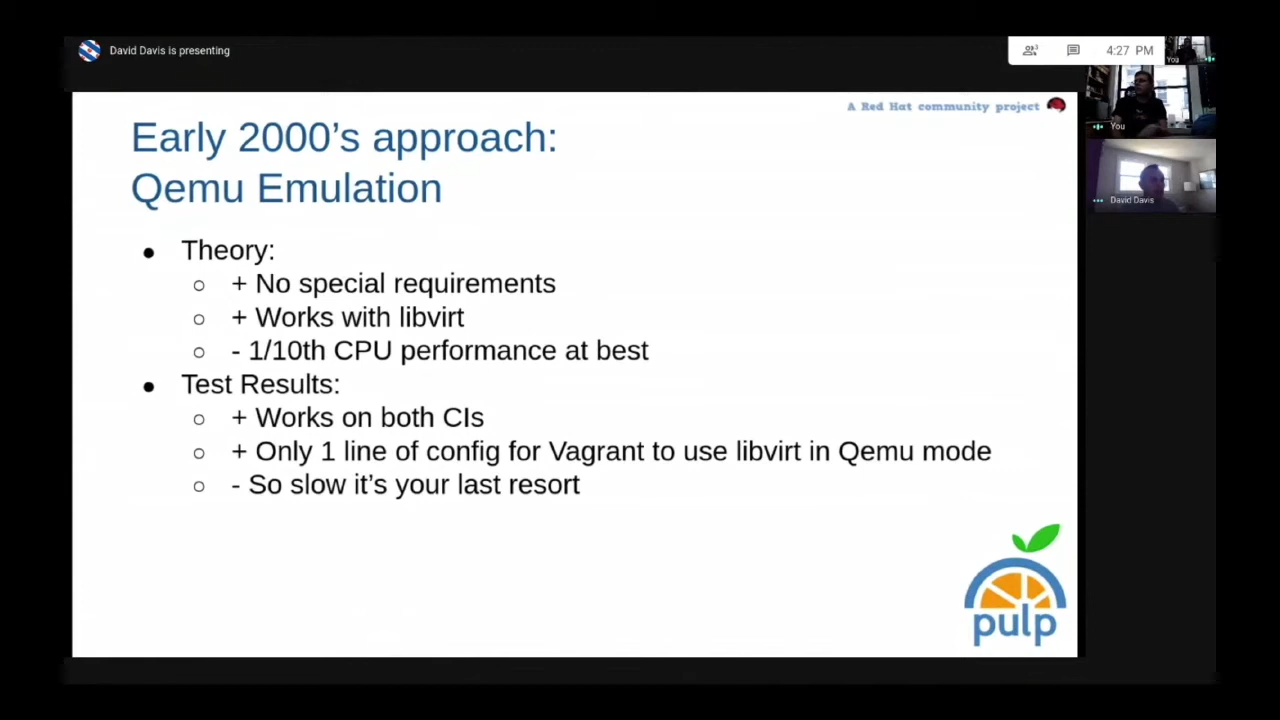 David Davis is presenting
3
4:27 PM
You
You
David Davis
A Red Hat community project
Early 2000’s approach:
Qemu Emulation
● Theory:
○ + No special requirements
○ + Works with libvirt
○ - 1/10th CPU performance at best
● Test Results:
○ + Works on both CIs
○ + Only 1 line of config for Vagrant to use libvirt in Qemu mode
○ - So slow it’s your last resort
pulp